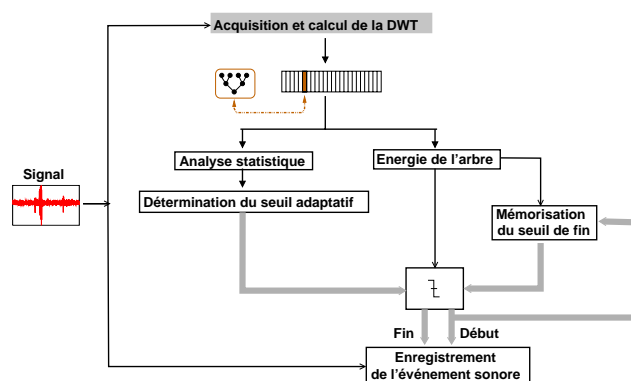 Acquisition et calcul de la DWT
Analyse statistique
Energie de l'arbre
Signal
Détermination du seuil adaptatif
Mémorisation
du seuil de fin
Fin
Début
Enregistrement
de l'événement sonore